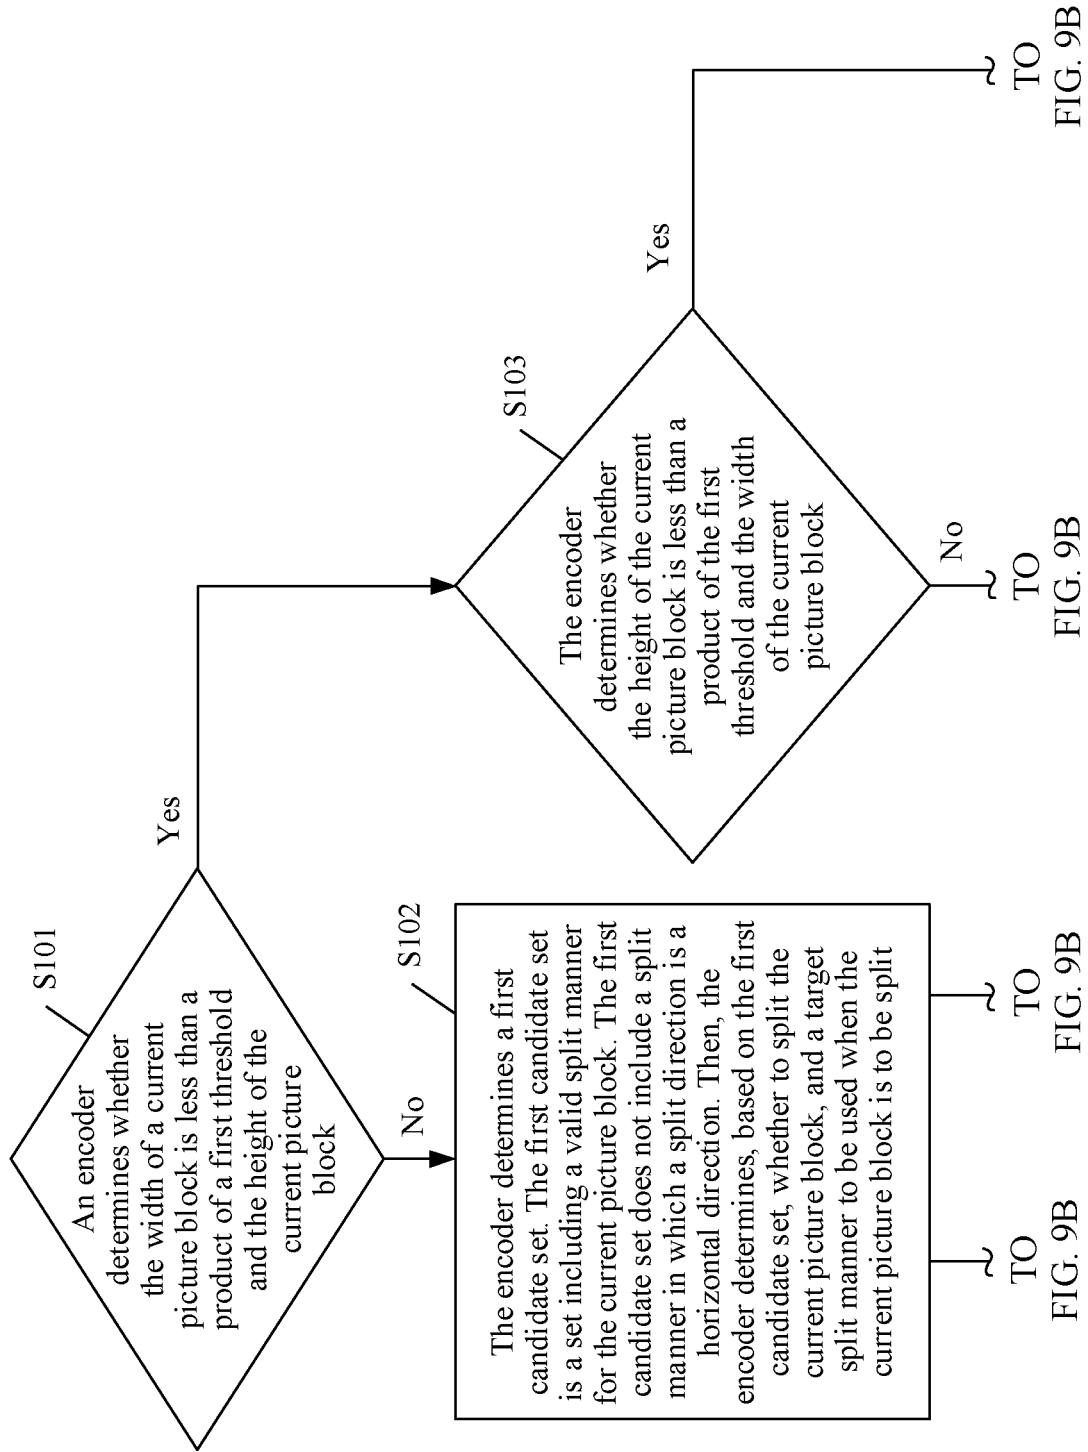 S101
An encoder
determines whether
the width of a current
picture block is less than a
product of a first threshold
and the height of the
current picture
block
Yes
No
S102
The encoder determines a first
candidate set. The first candidate set
is a set including a valid split manner
for the current picture block. The first
candidate set does not include a split
manner in which a split direction is a
horizontal direction. Then, the
encoder determines, based on the first
candidate set, whether to split the
current picture block, and a target
split manner to be used when the
current picture block is to be split
S103
The encoder
determines whether
the height of the current
picture block is less than a
product of the first
threshold and the width
of the current
picture block
Yes
No
TO
FIG. 9B
TO
FIG. 9B
TO
FIG. 9B
TO
FIG. 9B